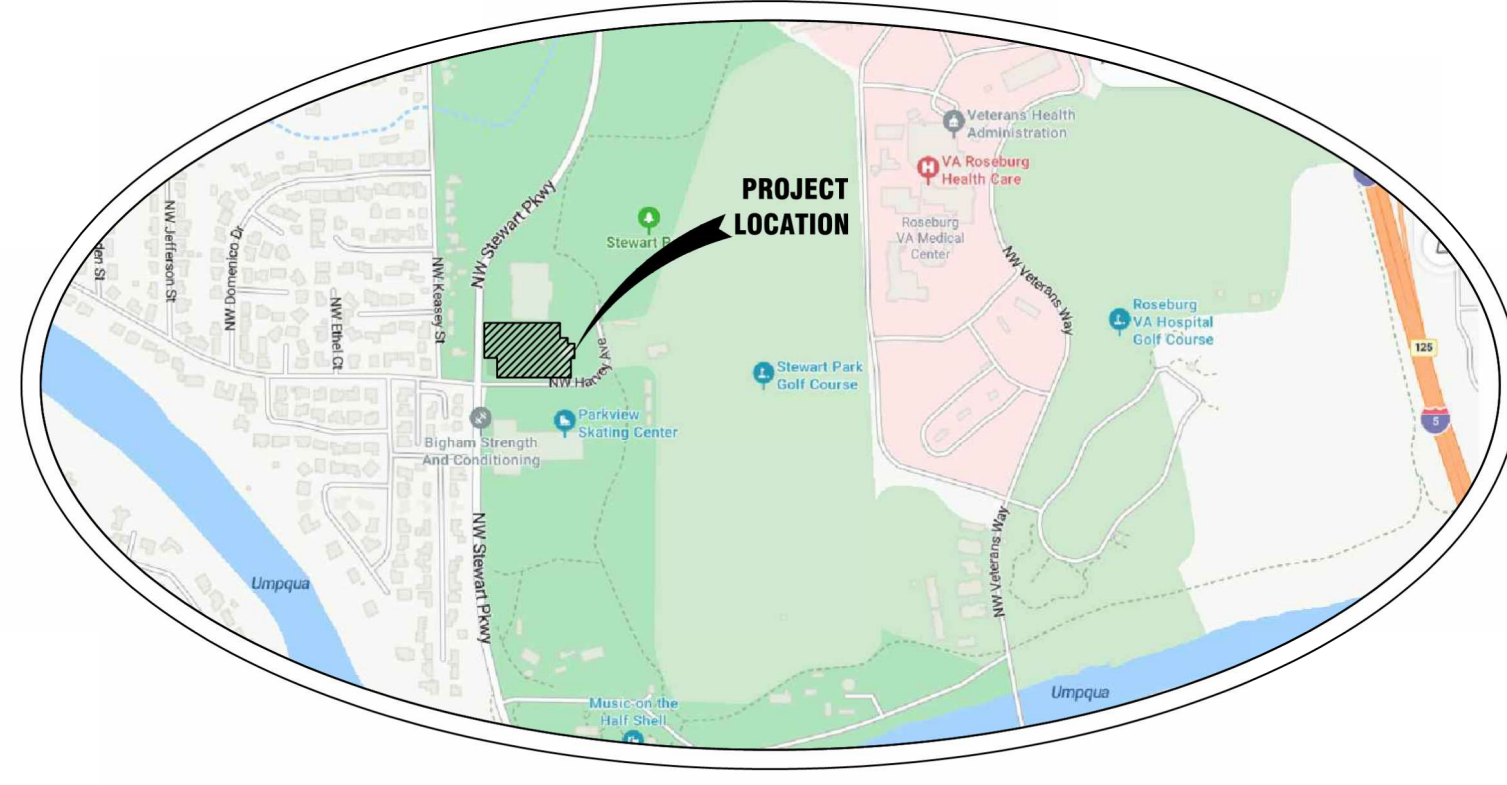 Veterans Health
Administration
VA Roseburg
Health Care
PROJECT
LOCATION
NW Stewart Pkwy
Stewart P
Roseburg
VA Medical
Center
NW Jefferson St
NW Domenico Dr
den St
NW Keasey St
NW Ethel Ct
NW Veterans Way
Roseburg
VA Hospital
Golf Course
125
5
NW Harvey Ave
Stewart Park
Golf Course
Parkview
Skating Center
Bigham Strength
And Conditioning
NW Stewart Pkwy
NW Veterans Way
Umpqua
Umpqua
Music on the
Half Shell